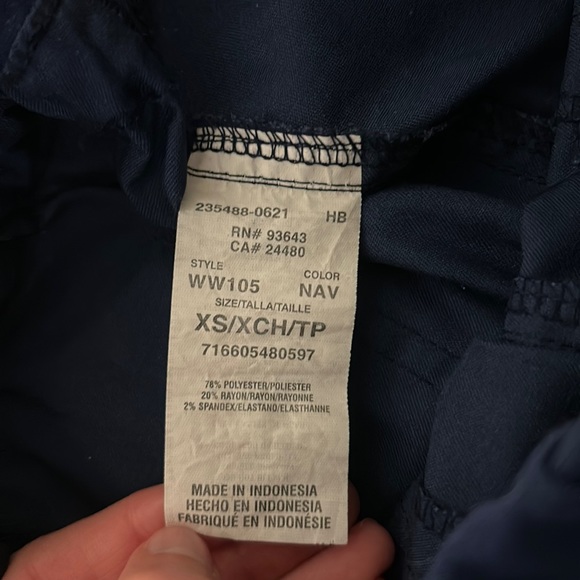 235488-0621 HB
RN# 93643
CA# 24480
STYLE COLOR
WW105 NAV
SIZE/TALLA/TAILLE
XS/XCH/TP
716605480597
78% POLYESTER/POLIESTER
20% RAYON/RAYON/RAYONNE
2% SPANDEX/ELASTAND/ELASTHANNE
MADE IN INDONESIA
HECHO EN INDONESIA
FABRIQUÉ EN INDONÉSIE